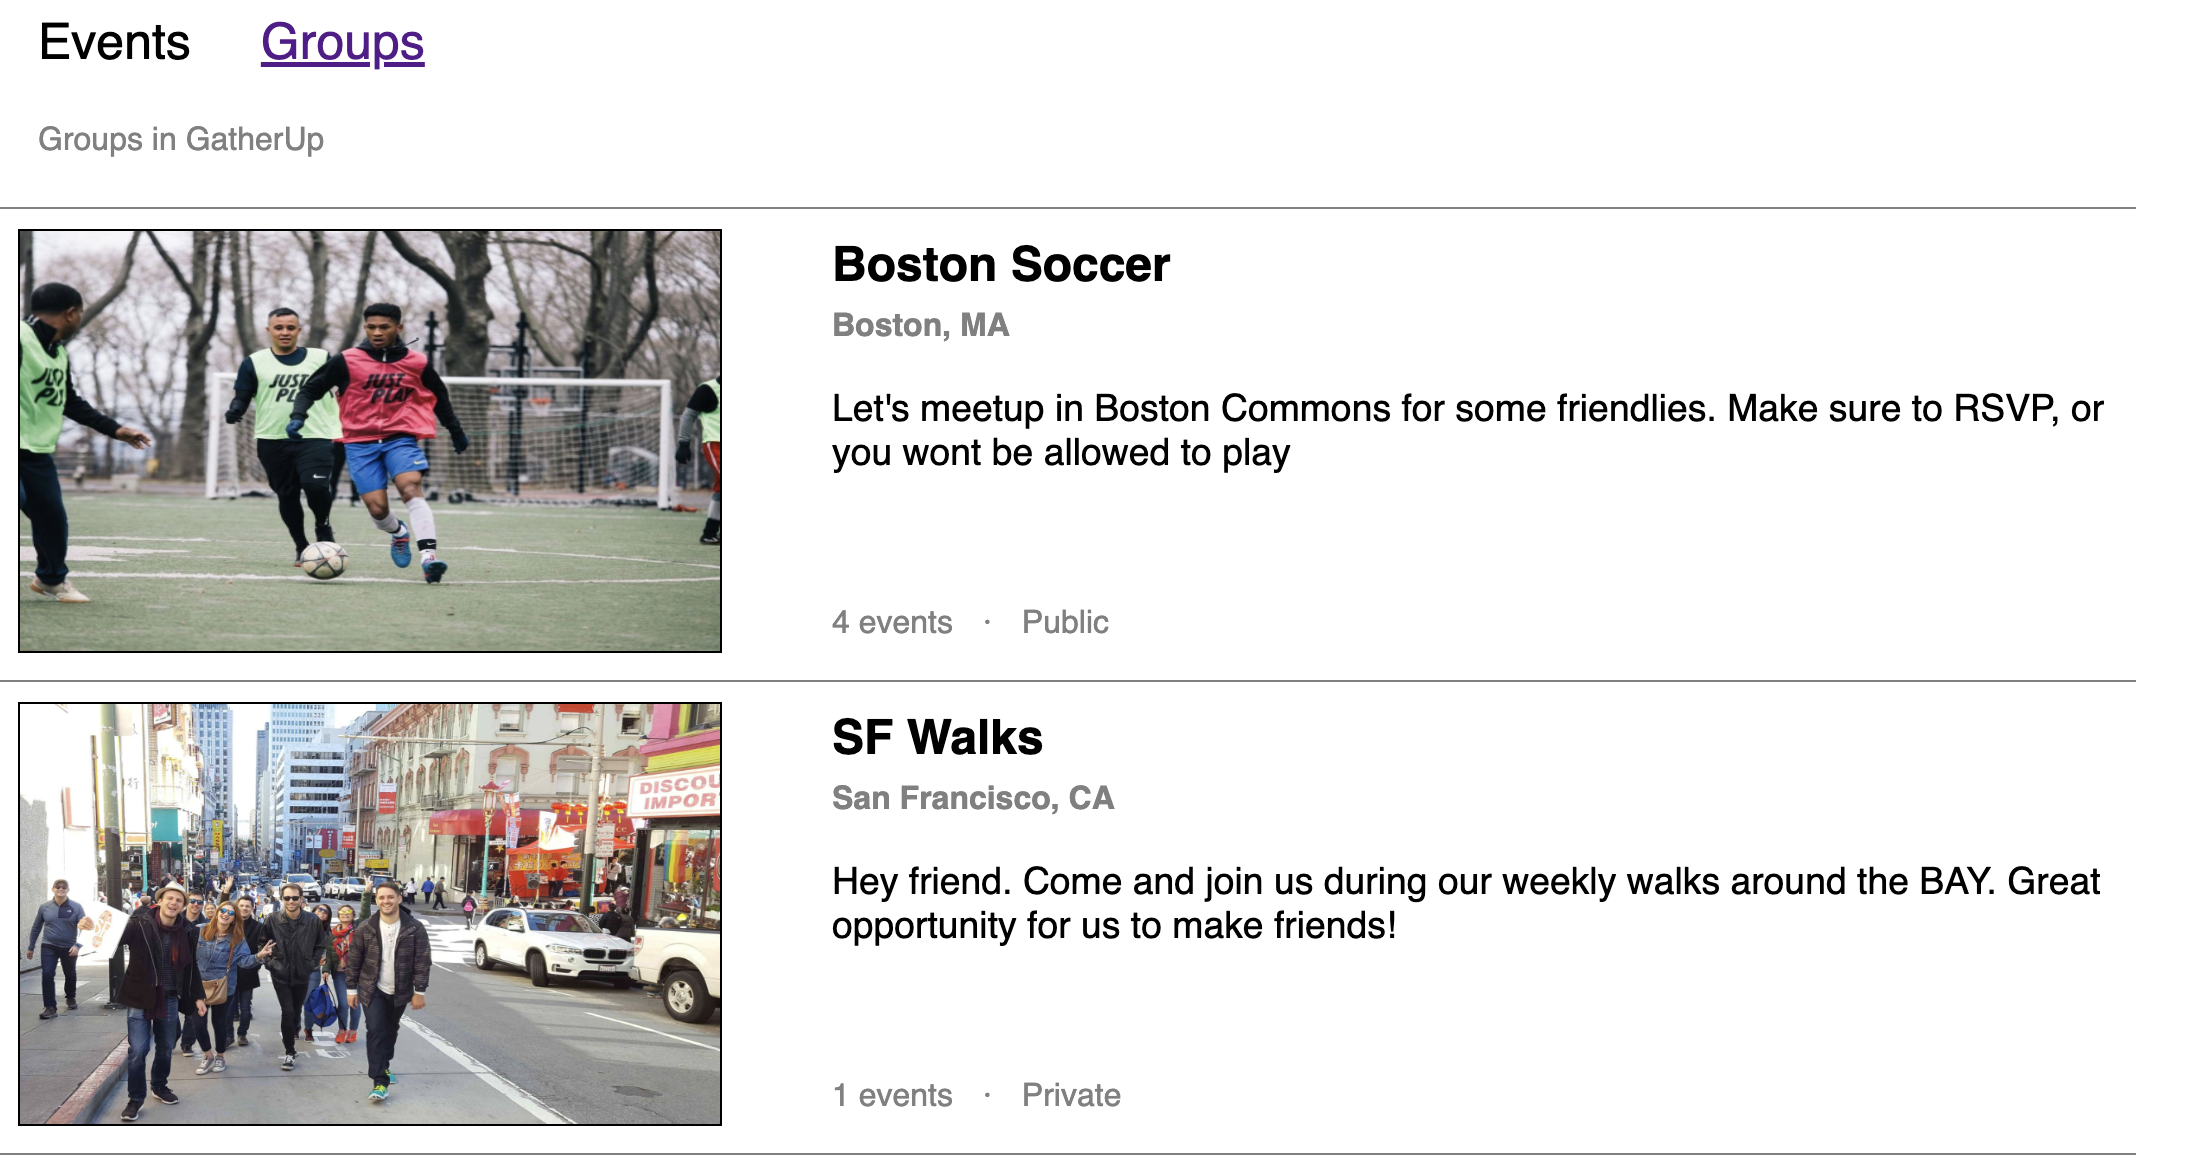 Events Groups
Groups in GatherUp
JUST
PL
JUST
PLAY
Boston Soccer
Boston, MA
Let's meetup in Boston Commons for some friendlies. Make sure to RSVP, or
you wont be allowed to play
4 events · Public
DISCOU
IMPOR
SF Walks
San Francisco, CA
Hey friend. Come and join us during our weekly walks around the BAY. Great
opportunity for us to make friends!
1 events · Private